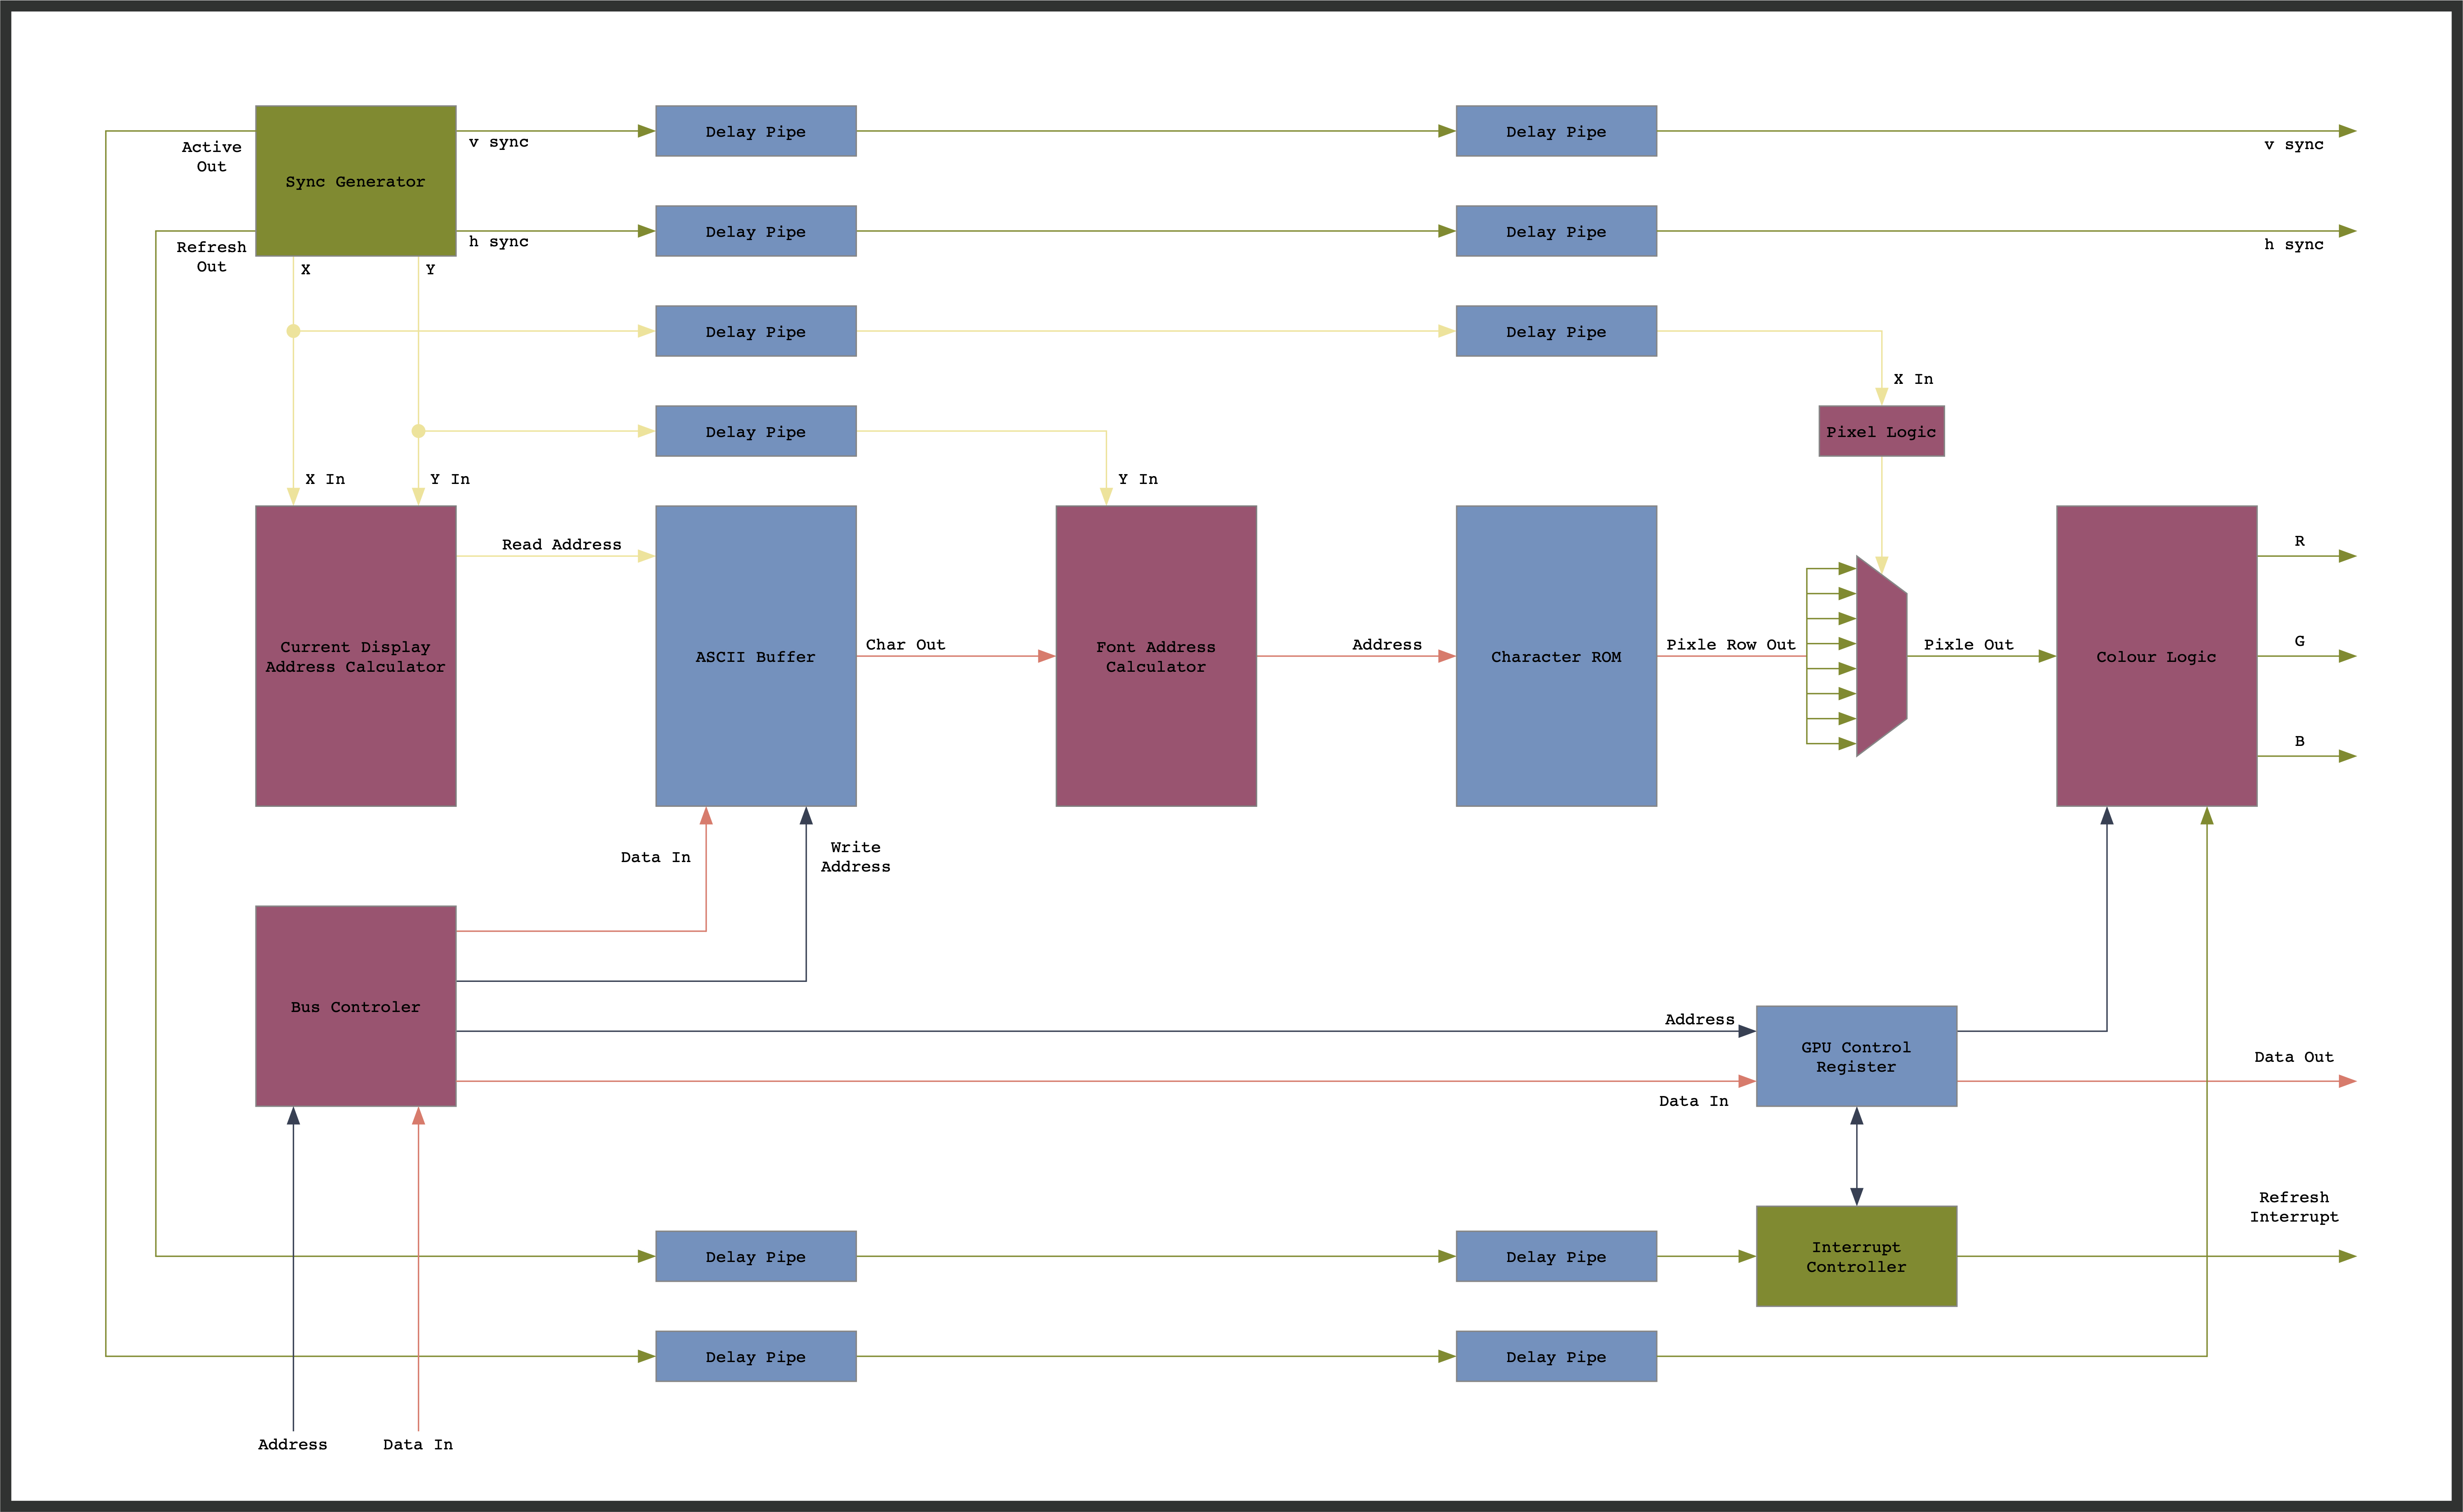 Active
Out
Sync Generator
v sync
Delay Pipe
Delay Pipe
v sync
Refresh
Out
h sync
Delay Pipe
Delay Pipe
h sync
X
Y
Delay Pipe
Delay Pipe
X In
Delay Pipe
Pixel Logic
X In
Y In
Y In
Read Address
Current Display
Address Calculator
ASCII Buffer
Char Out
Font Address
Calculator
Address
Character ROM
Pixle Row Out
Pixle Out
Colour Logic
R
G
B
Data In
Write
Address
Bus Controler
Address
Data In
GPU Control
Register
Data Out
Delay Pipe
Delay Pipe
Interrupt
Controller
Refresh
Interrupt
Delay Pipe
Delay Pipe
Address
Data In